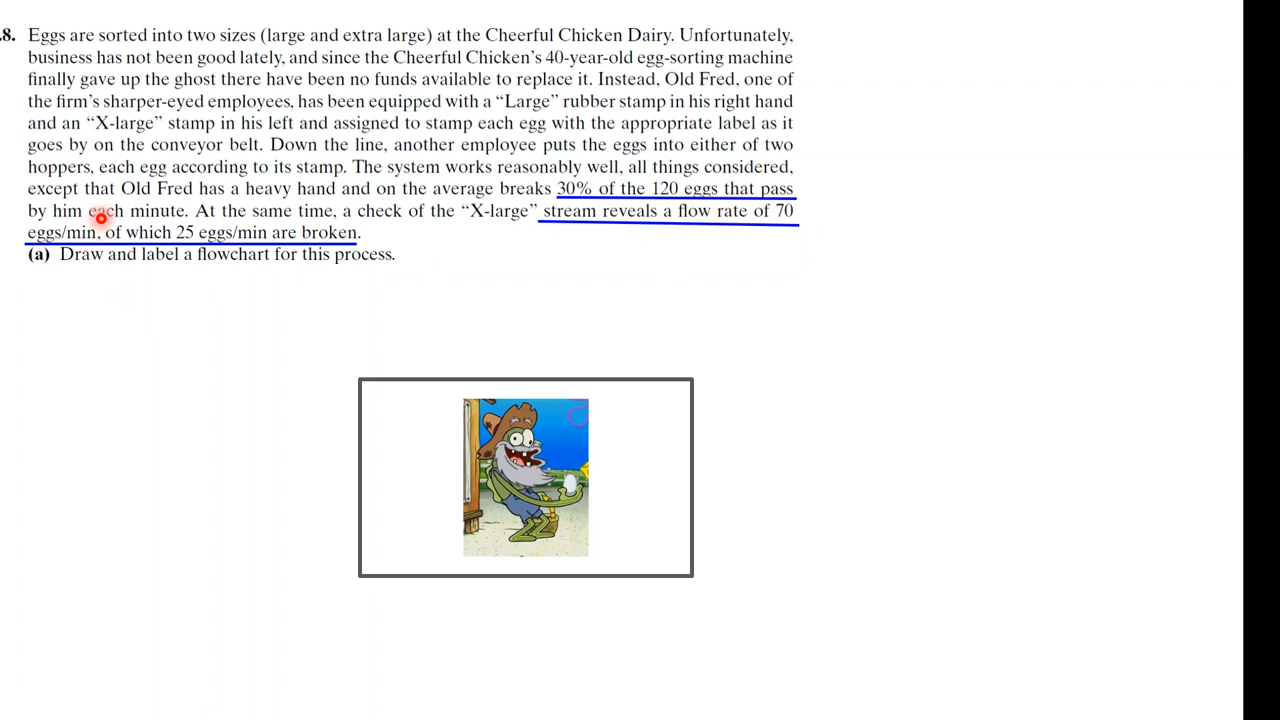 .8. Eggs are sorted into two sizes (large and extra large) at the Cheerful Chicken Dairy. Unfortunately,
business has not been good lately, and since the Cheerful Chicken’s 40-year-old egg-sorting machine
finally gave up the ghost there have been no funds available to replace it. Instead, Old Fred, one of
the firm’s sharper-eyed employees, has been equipped with a “Large” rubber stamp in his right hand
and an “X-large” stamp in his left and assigned to stamp each egg with the appropriate label as it
goes by on the conveyor belt. Down the line, another employee puts the eggs into either of two
hoppers, each egg according to its stamp. The system works reasonably well, all things considered,
except that Old Fred has a heavy hand and on the average breaks 30% of the 120 eggs that pass
by him each minute. At the same time, a check of the “X-large” stream reveals a flow rate of 70
eggs/min, of which 25 eggs/min are broken.
(a) Draw and label a flowchart for this process.